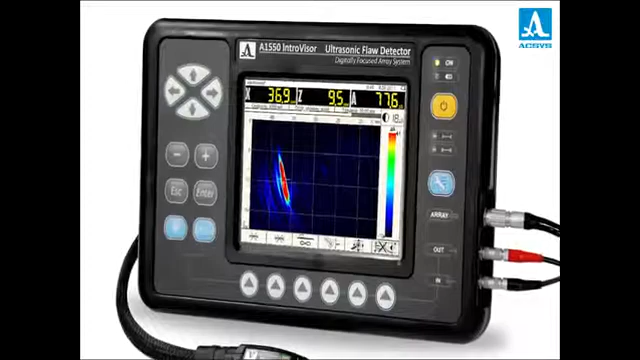 A
ACSYS
A1550 IntroVisor Ultrasonic Flaw Detector
Digitally Focused Array System
ON
X 36.9 Z 9.5 A 77.6
Esc Enter
ARRAY
OUT
IN